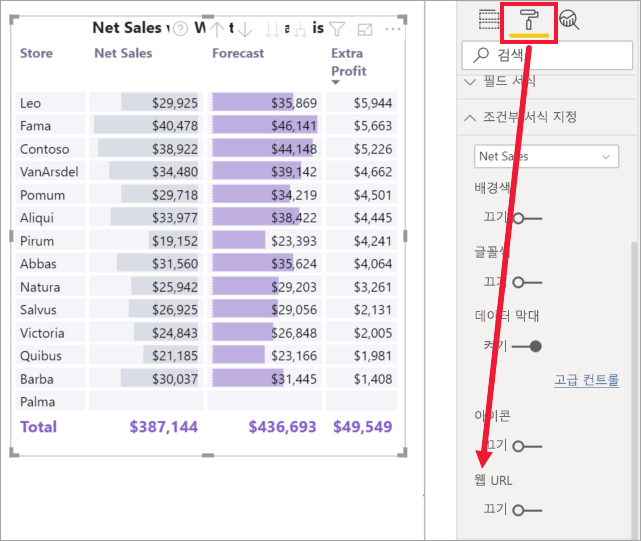 Net Sales v W t is
Store Net Sales Forecast Extra Profit
Leo $29,925 $35,869 $5,944
Fama $40,478 $46,141 $5,663
Contoso $38,922 $44,148 $5,226
VanArsdel $34,480 $39,142 $4,662
Pomum $29,718 $34,219 $4,501
Aliqui $33,977 $38,422 $4,445
Pirum $19,152 $23,393 $4,241
Abbas $31,560 $35,624 $4,064
Natura $25,942 $29,203 $3,261
Salvus $26,925 $29,056 $2,131
Victoria $24,843 $26,848 $2,005
Quibus $21,185 $23,166 $1,981
Barba $30,037 $31,445 $1,408
Palma
Total $387,144 $436,693 $49,549
검색
필드 서식
조건부 서식 지정
Net Sales
배경색
끄기
글꼴색
끄기
데이터 막대
켜기
고급 컨트롤
아이콘
끄기
웹 URL
끄기